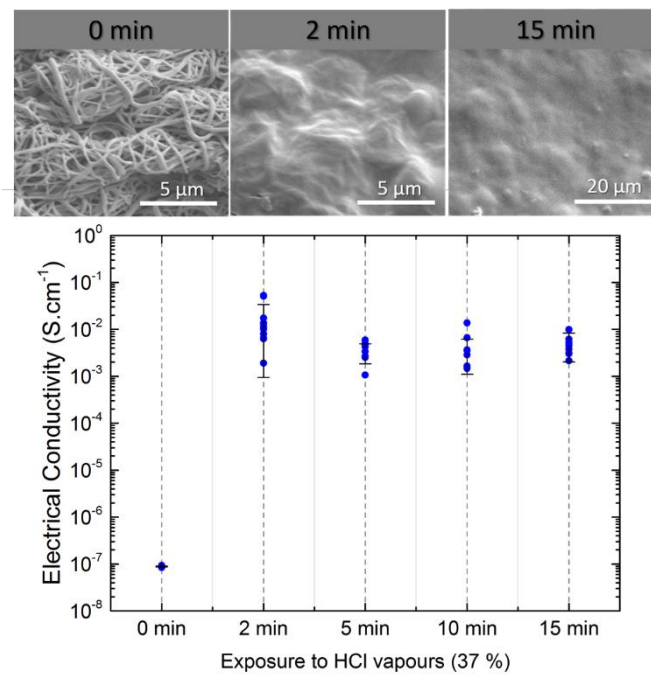 0 min 2 min 15 min
5 µm 5 µm 20 µm
10⁰
10⁻¹
10⁻²
10⁻³
10⁻⁴
10⁻⁵
10⁻⁶
10⁻⁷
10⁻⁸
Electrical Conductivity (S.cm⁻¹)
0 min 2 min 5 min 10 min 15 min
Exposure to HCl vapours (37 %)